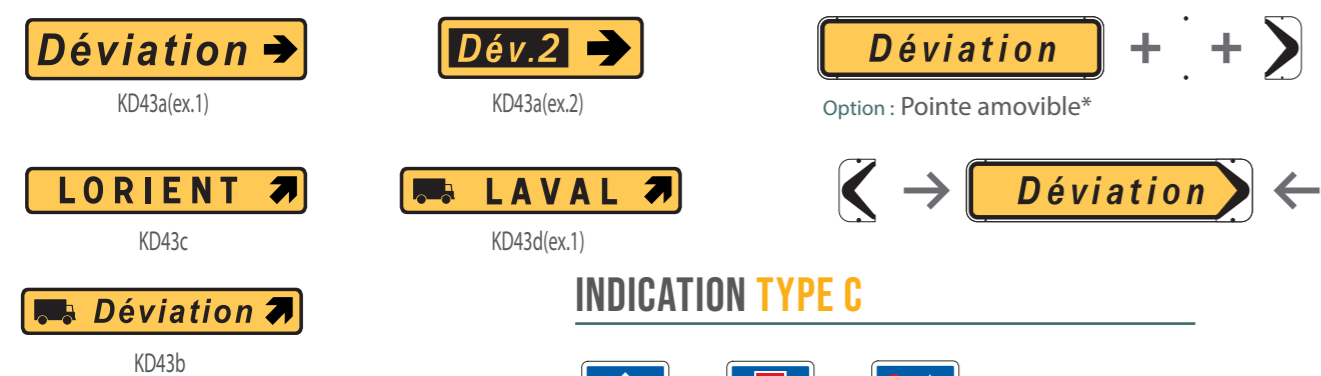 Déviation
KD43a(ex.1)
Dév.2
KD43a(ex.2)
Déviation
Option : Pointe amovible*
LORIENT
KD43c
LAVAL
KD43d(ex.1)
Déviation
Déviation
KD43b
INDICATION TYPE C